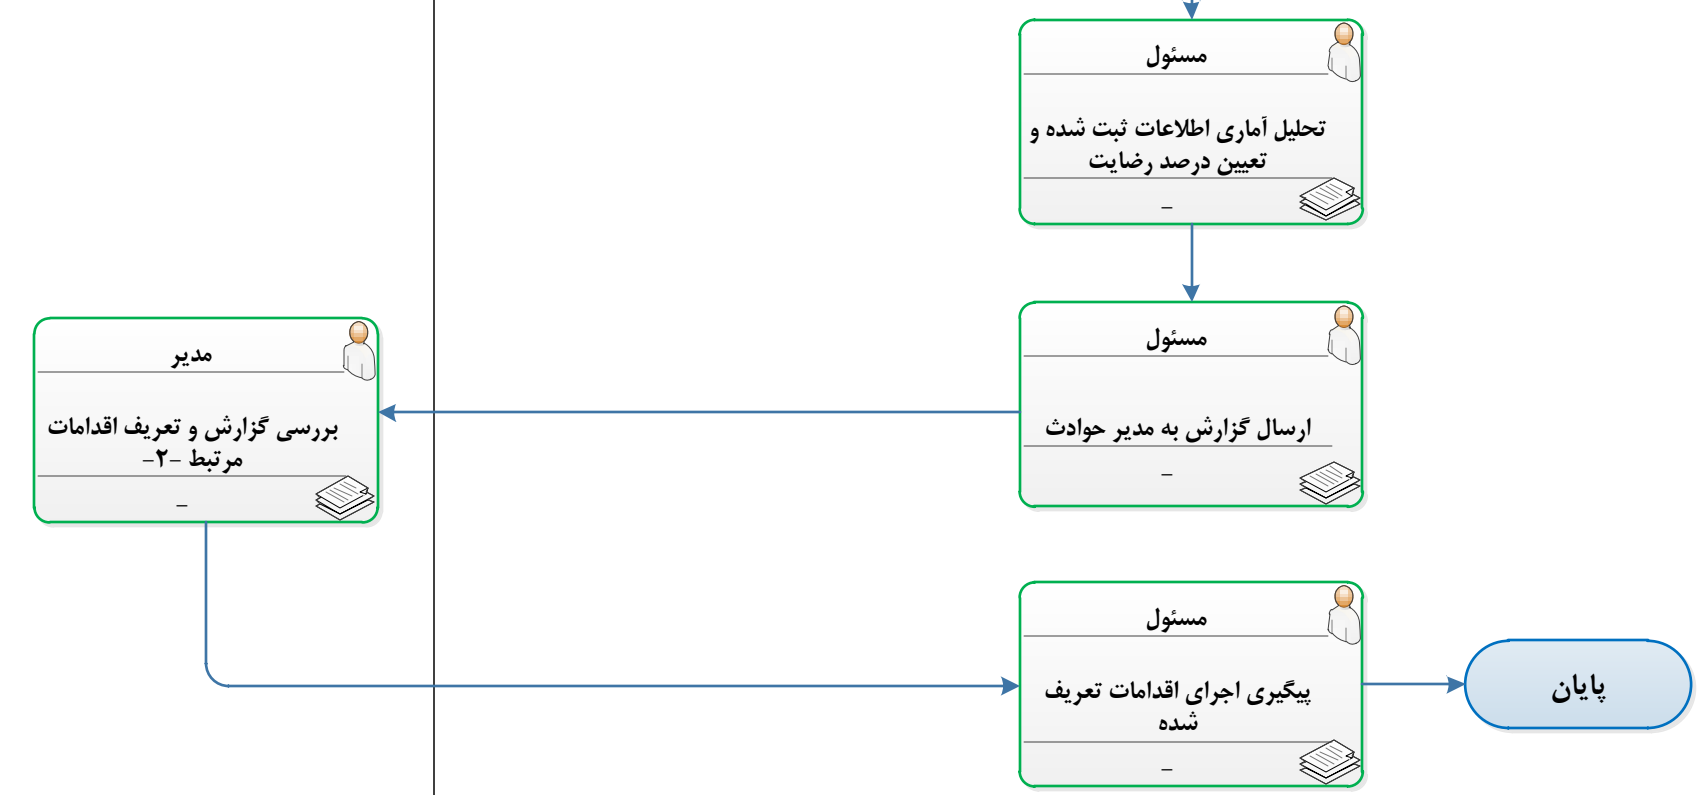 مسئول
تحلیل آماری اطلاعات ثبت شده و
تعیین درصد رضایت
–
مسئول
ارسال گزارش به مدیر حوادث
–
مدیر
بررسی گزارش و تعریف اقدامات
مرتبط -۲-
–
مسئول
پیگیری اجرای اقدامات تعریف
شده
–
پایان